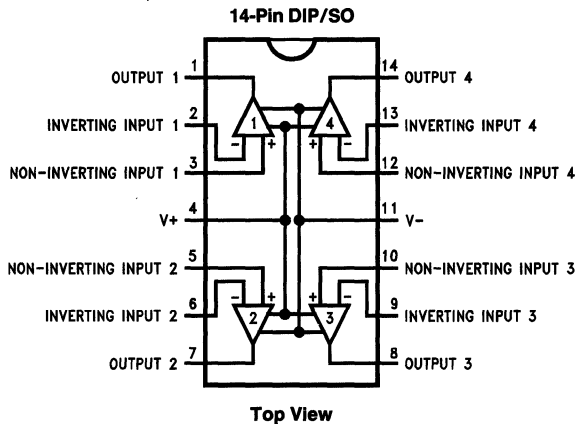 14-Pin DIP/SO
1 14
OUTPUT 1 OUTPUT 4
2 13
INVERTING INPUT 1 1 4 INVERTING INPUT 4
− + + −
3 12
NON-INVERTING INPUT 1 NON-INVERTING INPUT 4
4 11
V+ V−
5 10
NON-INVERTING INPUT 2 NON-INVERTING INPUT 3
− + + −
6 9
INVERTING INPUT 2 2 3 INVERTING INPUT 3
7 8
OUTPUT 2 OUTPUT 3
Top View